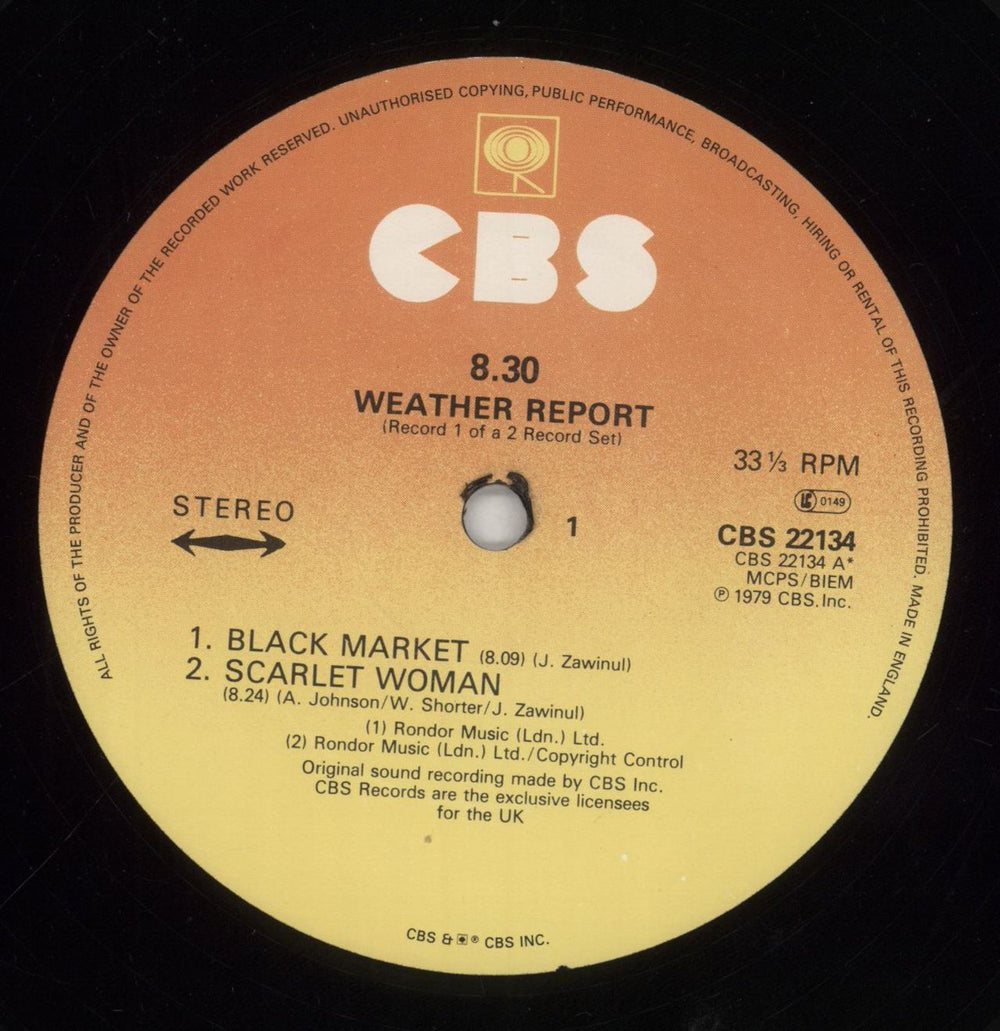 ALL RIGHTS OF THE PRODUCER AND OF THE OWNER OF THE RECORDED WORK RESERVED. UNAUTHORISED COPYING, PUBLIC PERFORMANCE, BROADCASTING, HIRING OR RENTAL OF THIS RECORDING PROHIBITED. MADE IN ENGLAND.
CBS
8.30
WEATHER REPORT
(Record 1 of a 2 Record Set)
33 ⅓ RPM
LC 0149
STEREO
1
CBS 22134
CBS 22134 A*
MCPS/BIEM
℗ 1979 CBS.Inc.
1. BLACK MARKET (8.09) (J. Zawinul)
2. SCARLET WOMAN
(8.24) (A. Johnson/W. Shorter/J. Zawinul)
(1) Rondor Music (Ldn.) Ltd.
(2) Rondor Music (Ldn.) Ltd./Copyright Control
Original sound recording made by CBS Inc.
CBS Records are the exclusive licensees
for the UK
CBS & ® CBS INC.